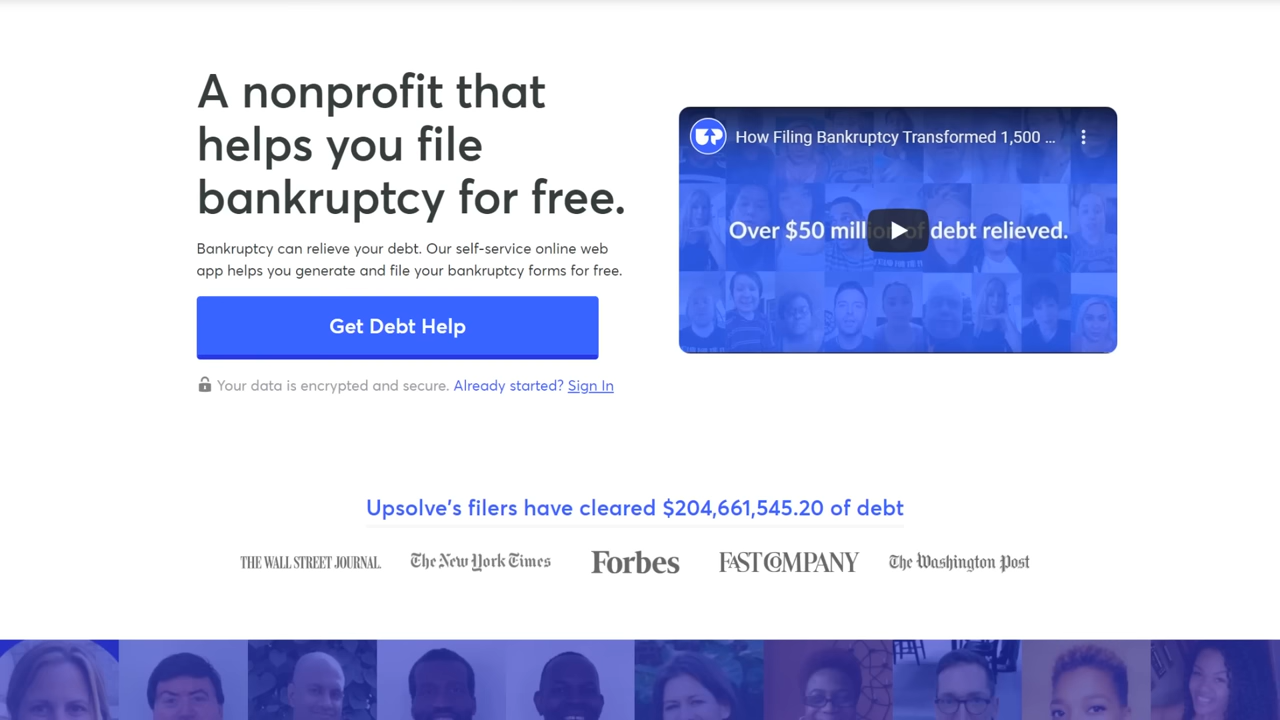 A nonprofit that
helps you file
bankruptcy for free.
Bankruptcy can relieve your debt. Our self-service online web
app helps you generate and file your bankruptcy forms for free.
Get Debt Help
Your data is encrypted and secure. Already started? Sign In
UP How Filing Bankruptcy Transformed 1,500 ...
Over $50 million of debt relieved.
Upsolve's filers have cleared $204,661,545.20 of debt
THE WALL STREET JOURNAL.
The New York Times
Forbes
FAST COMPANY
The Washington Post